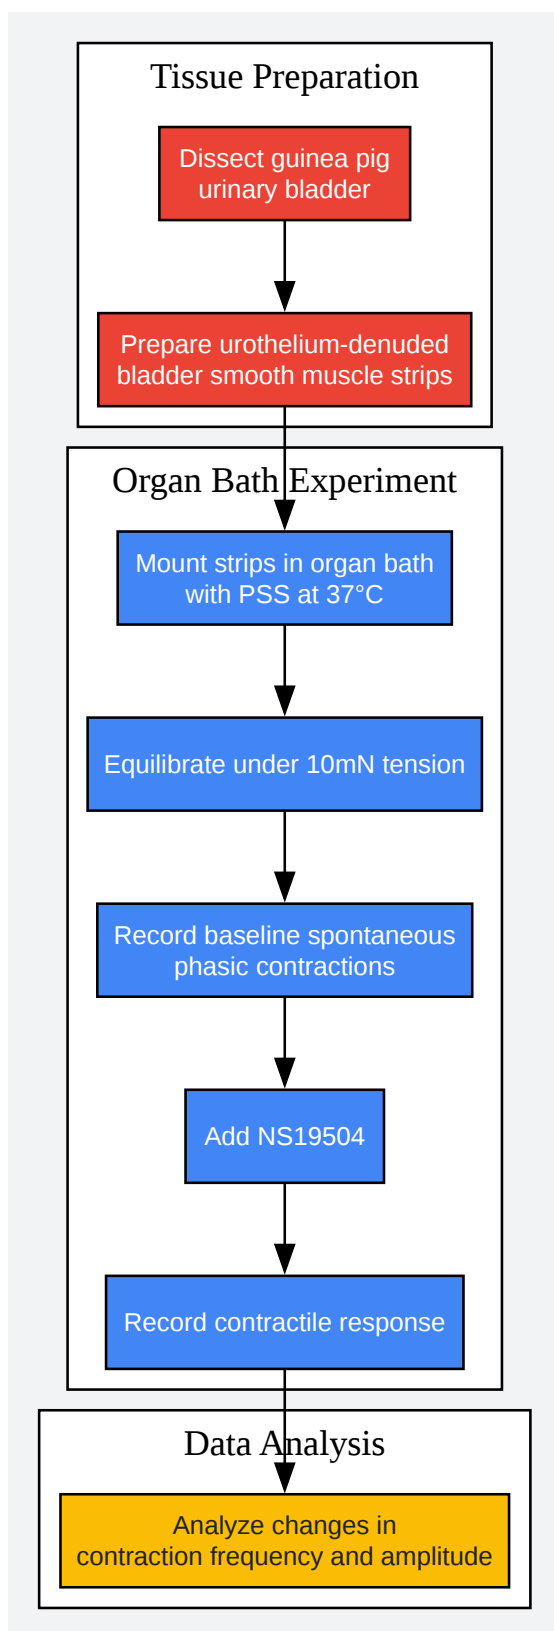 Tissue Preparation
Dissect guinea pig
urinary bladder
Prepare urothelium-denuded
bladder smooth muscle strips
Organ Bath Experiment
Mount strips in organ bath
with PSS at 37°C
Equilibrate under 10mN tension
Record baseline spontaneous
phasic contractions
Add NS19504
Record contractile response
Data Analysis
Analyze changes in
contraction frequency and amplitude